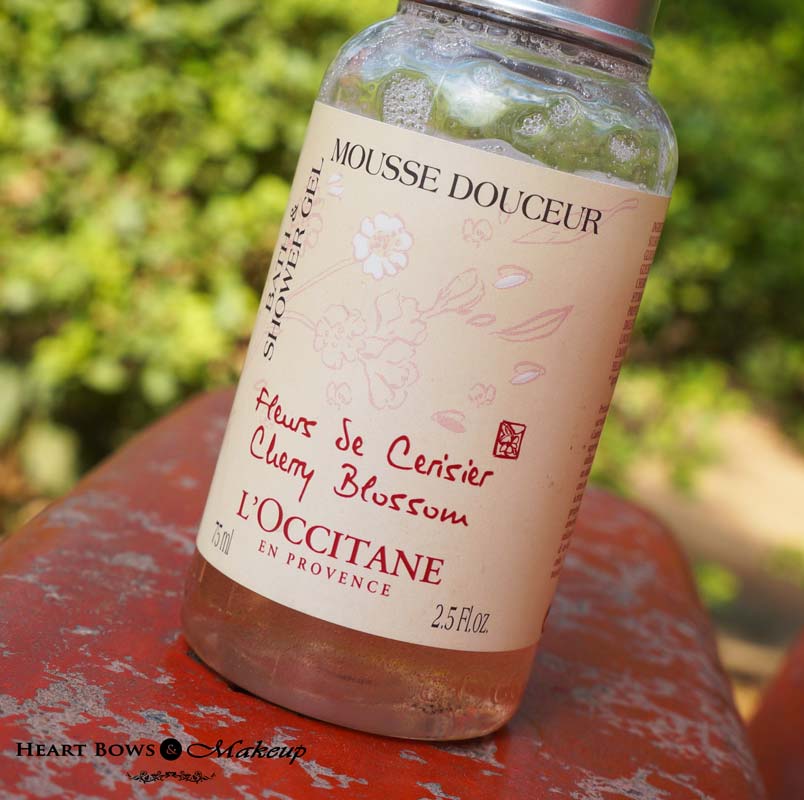 MOUSSE DOUCEUR
BATH &
SHOWER GEL
Fleurs de Cerisier
Cherry Blossom
L'OCCITANE
EN PROVENCE
75 ml
2.5 Fl.oz.
HEART BOWS & Makeup